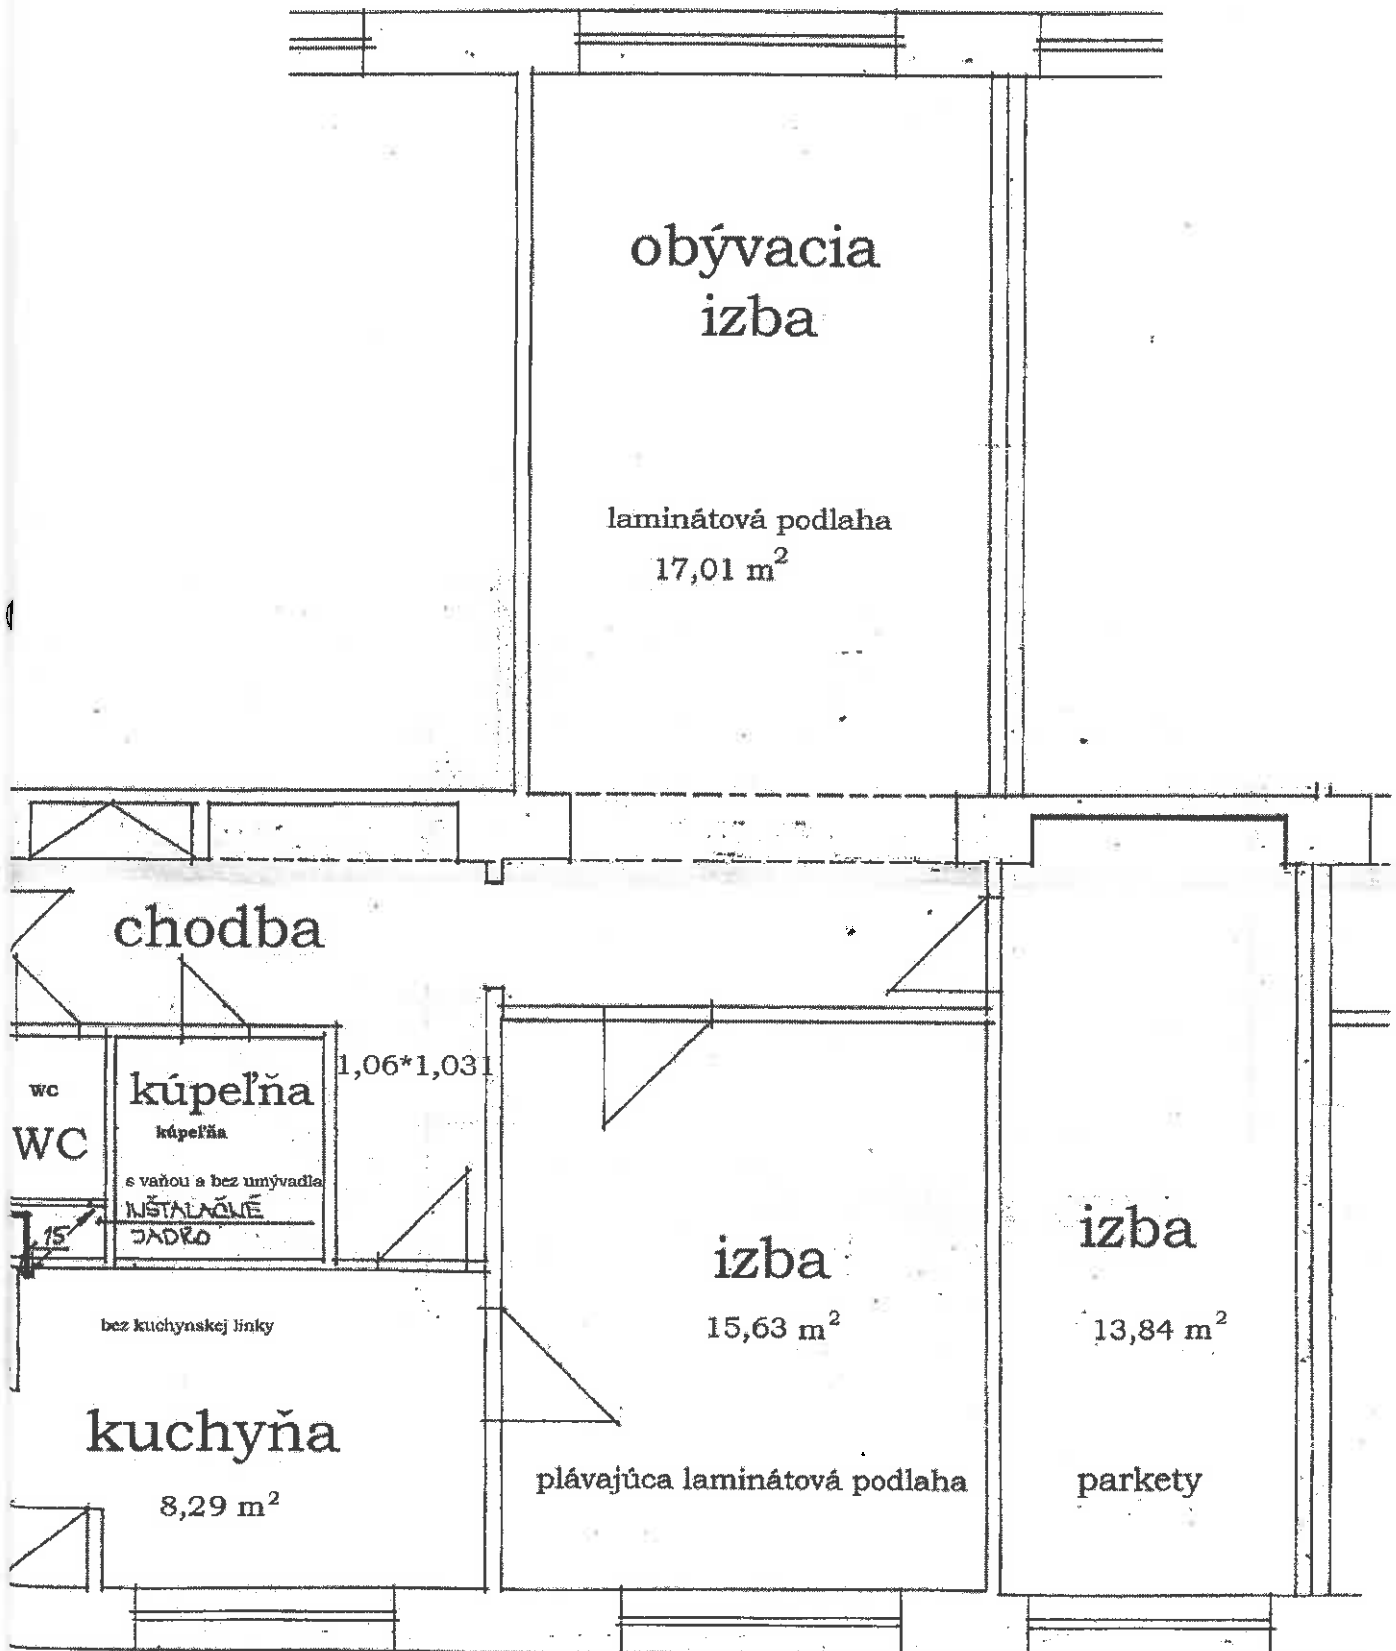 obývacia
izba
laminátová podlaha
17,01 m²
chodba
1,06*1,031
wc
WC
kúpeľňa
kúpeľňa
s vaňou a bez umývadla
INŠTALAČNÉ
JADRO
15
izba
15,63 m²
plávajúca laminátová podlaha
izba
13,84 m²
parkety
bez kuchynskej linky
kuchyňa
8,29 m²